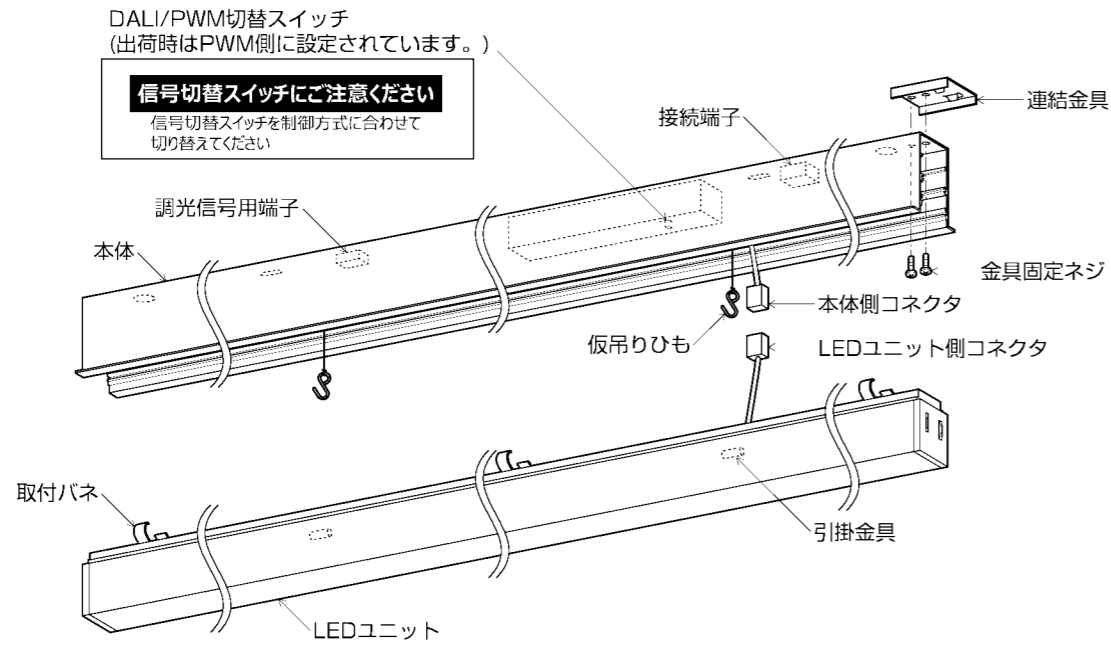 DALI/PWM切替スイッチ
(出荷時はPWM側に設定されています。)
信号切替スイッチにご注意ください
信号切替スイッチを制御方式に合わせて
切り替えてください
連結金具
接続端子
調光信号用端子
本体
金具固定ネジ
本体側コネクタ
仮吊りひも
LEDユニット側コネクタ
取付バネ
引掛金具
LEDユニット